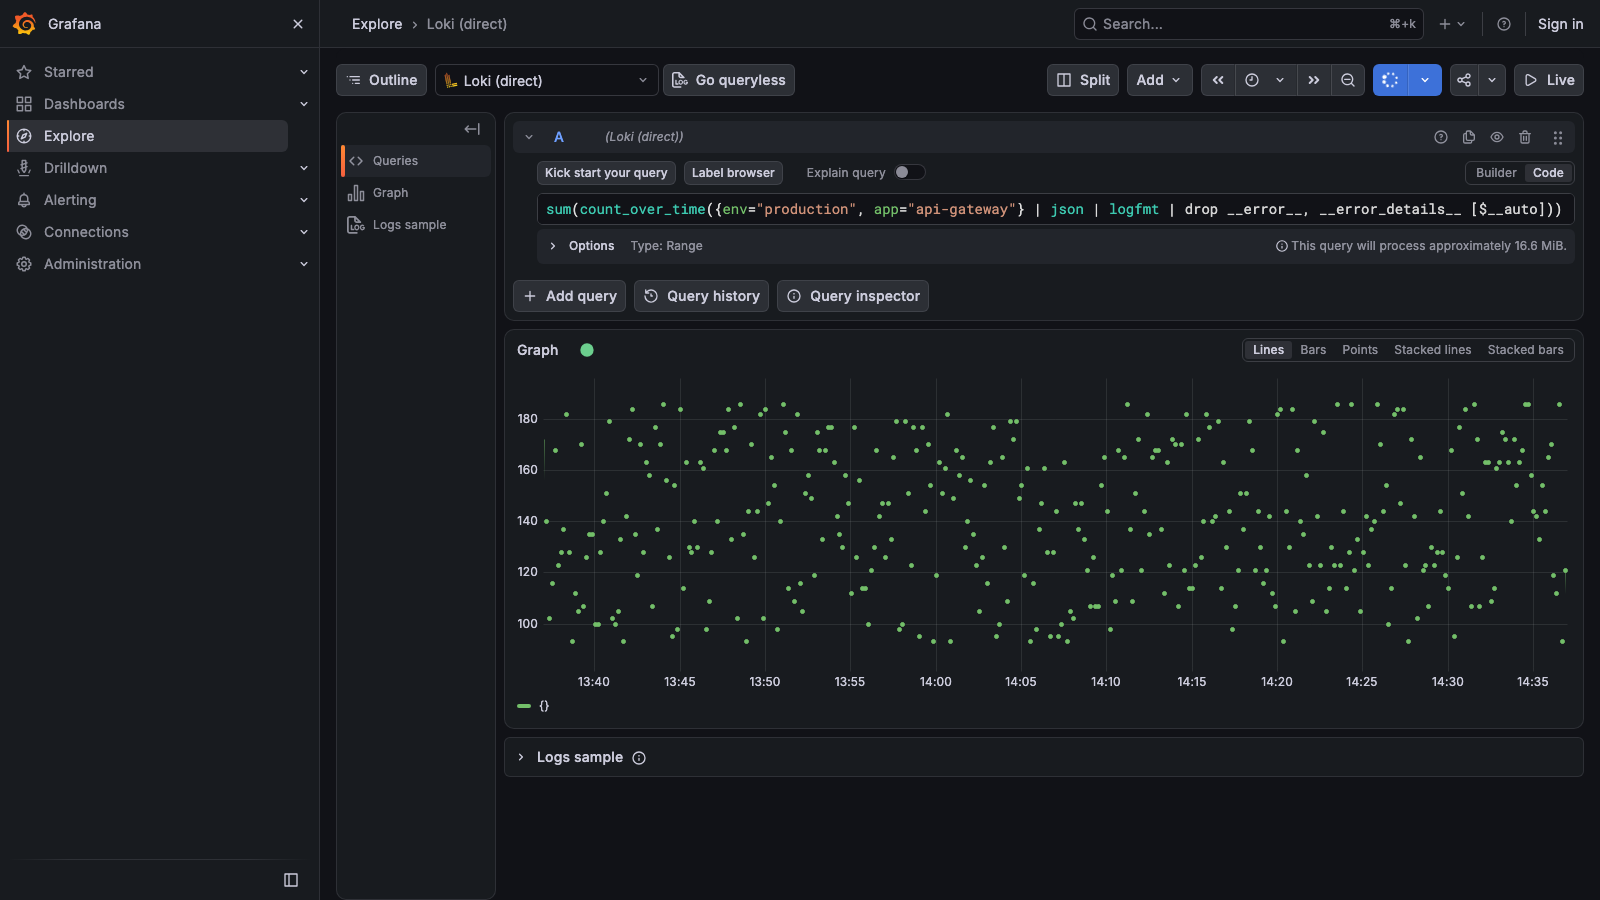 Grafana
Explore › Loki (direct)
Search...
⌘+k
Sign in
Starred
Dashboards
Explore
Drilldown
Alerting
Connections
Administration
Outline
Loki (direct)
Go queryless
Split
Add
Live
Queries
Graph
Logs sample
A
(Loki (direct))
Kick start your query
Label browser
Explain query
Builder
Code
sum(count_over_time({env="production", app="api-gateway"} | json | logfmt | drop __error__, __error_details__ [$__auto]))
Options
Type: Range
This query will process approximately 16.6 MiB.
Add query
Query history
Query inspector
Graph
Lines
Bars
Points
Stacked lines
Stacked bars
180
160
140
120
100
13:40
13:45
13:50
13:55
14:00
14:05
14:10
14:15
14:20
14:25
14:30
14:35
{}
Logs sample